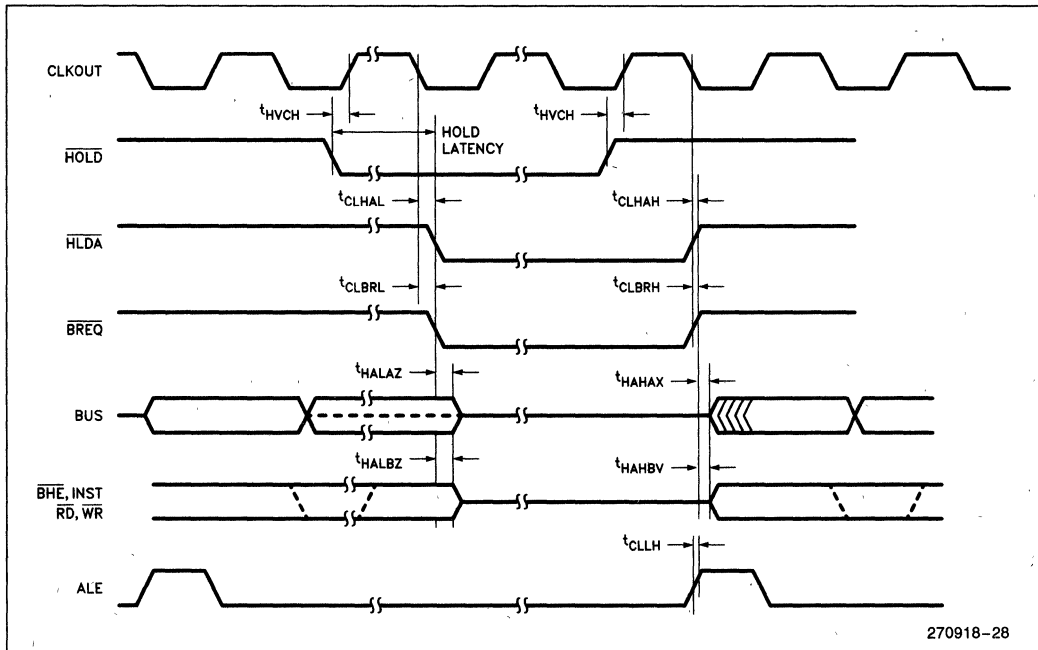 CLKOUT
tHVCH
tHVCH
HOLD
HOLD
LATENCY
tCLHAL
tCLHAH
HLDA
tCLBRL
tCLBRH
BREQ
tHALAZ
tHAHAX
BUS
tHALBZ
tHAHBV
BHE, INST
RD, WR
tCLLH
ALE
270918-28